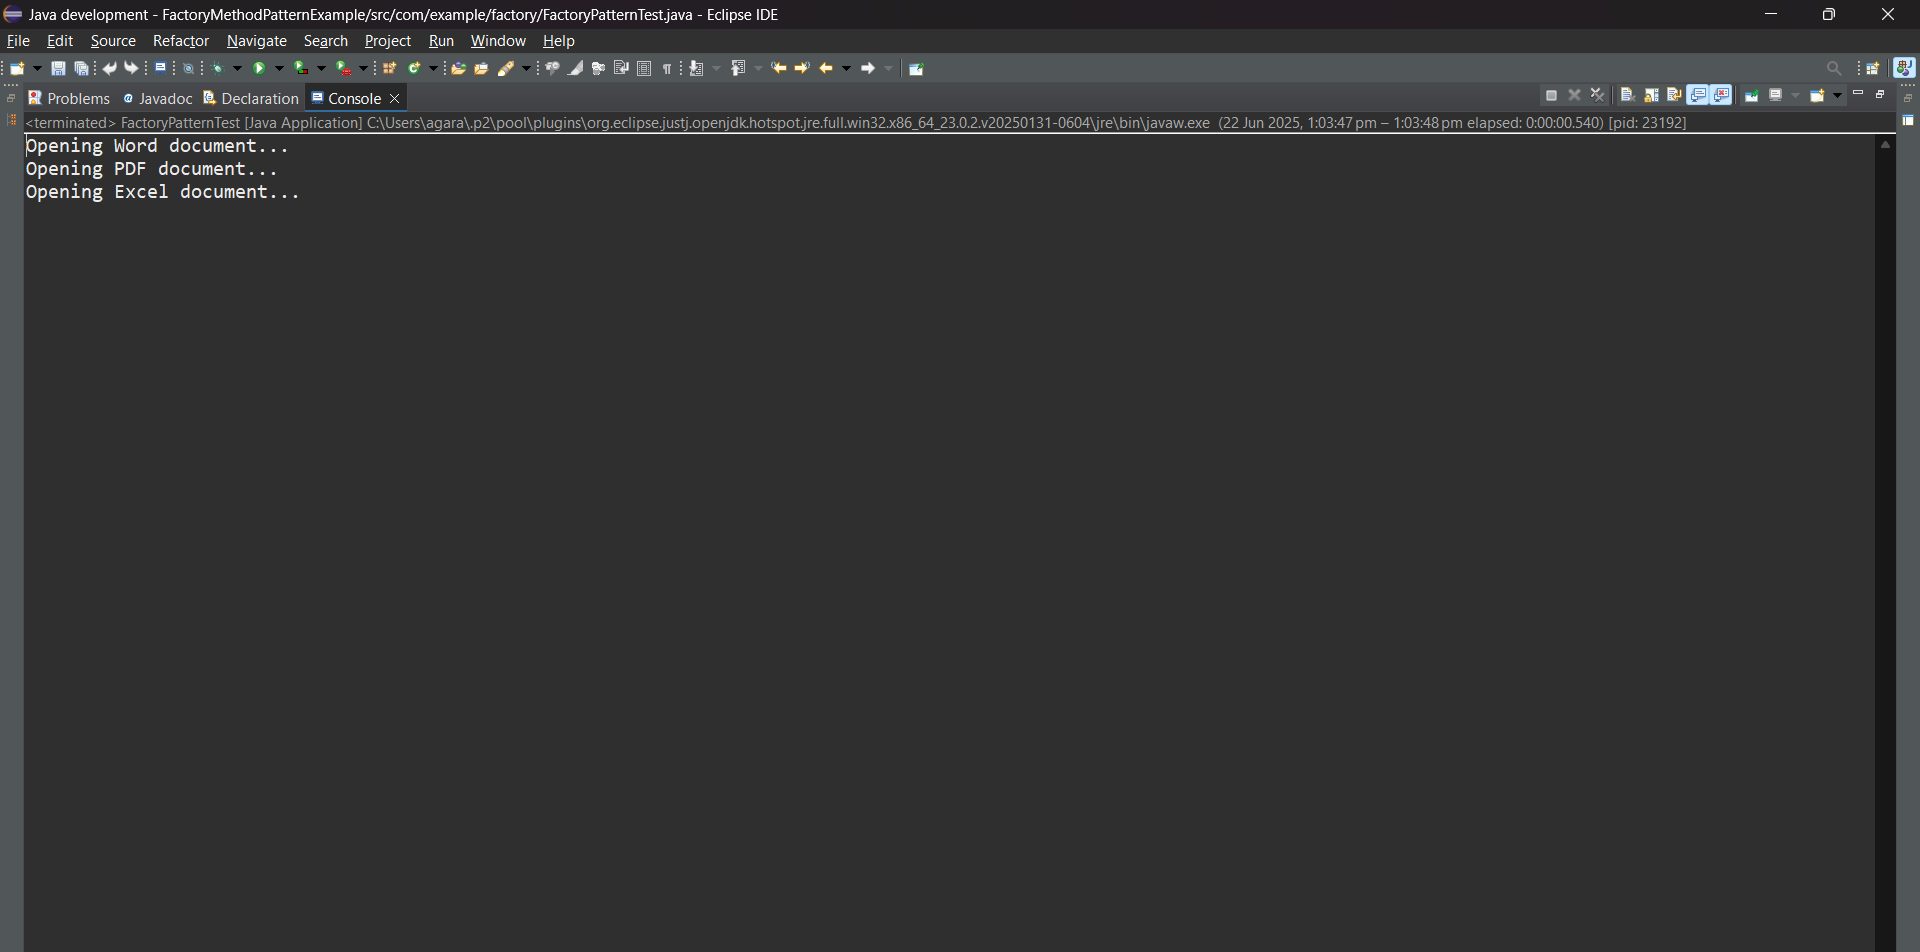 Java development - FactoryMethodPatternExample/src/com/example/factory/FactoryPatternTest.java - Eclipse IDE
File Edit Source Refactor Navigate Search Project Run Window Help
Problems Javadoc Declaration Console
<terminated> FactoryPatternTest [Java Application] C:\Users\agara\.p2\pool\plugins\org.eclipse.justj.openjdk.hotspot.jre.full.win32.x86_64_23.0.2.v20250131-0604\jre\bin\javaw.exe (22 Jun 2025, 1:03:47 pm – 1:03:48 pm elapsed: 0:00:00.540) [pid: 23192]
Opening Word document...
Opening PDF document...
Opening Excel document...